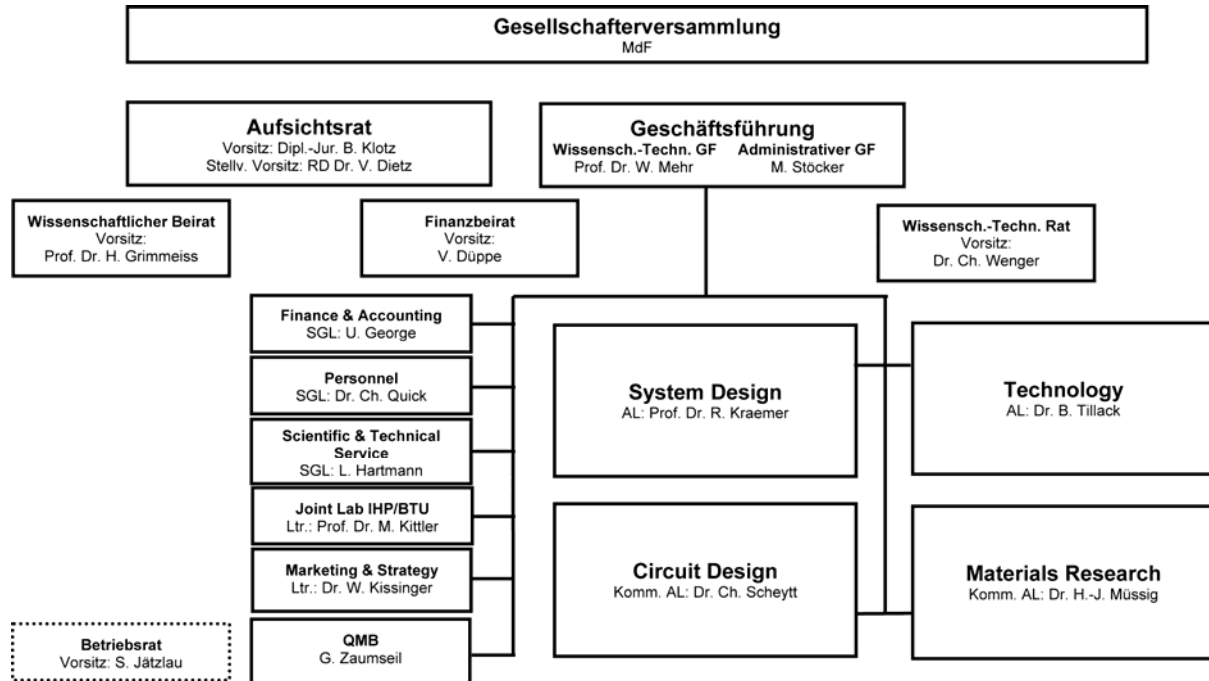 Gesellschafterversammlung
MdF
Aufsichtsrat
Vorsitz: Dipl.-Jur. B. Klotz
Stellv. Vorsitz: RD Dr. V. Dietz
Geschäftsführung
Wissensch.-Techn. GF Administrativer GF
Prof. Dr. W. Mehr M. Stöcker
Wissenschaftlicher Beirat
Vorsitz:
Prof. Dr. H. Grimmeiss
Finanzbeirat
Vorsitz:
V. Düppe
Wissensch.-Techn. Rat
Vorsitz:
Dr. Ch. Wenger
Finance & Accounting
SGL: U. George
Personnel
SGL: Dr. Ch. Quick
Scientific & Technical
Service
SGL: L. Hartmann
Joint Lab IHP/BTU
Ltr.: Prof. Dr. M. Kittler
Marketing & Strategy
Ltr.: Dr. W. Kissinger
QMB
G. Zaumseil
Betriebsrat
Vorsitz: S. Jätzlau
System Design
AL: Prof. Dr. R. Kraemer
Technology
AL: Dr. B. Tillack
Circuit Design
Komm. AL: Dr. Ch. Scheytt
Materials Research
Komm. AL: Dr. H.-J. Müssig